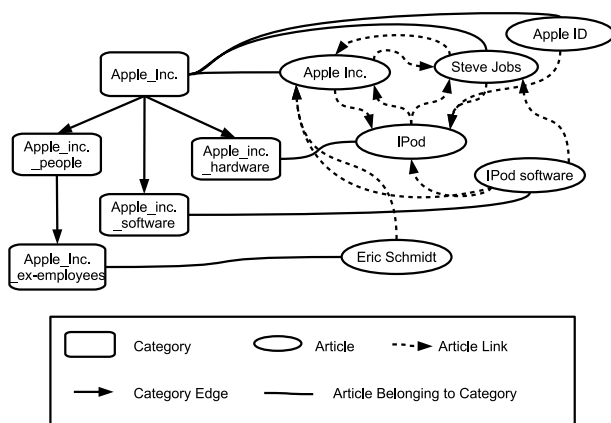 Apple ID
Apple_Inc.
Apple Inc.
Steve Jobs
Apple_inc.
_people
Apple_inc.
_hardware
IPod
IPod software
Apple_inc.
_software
Apple_Inc.
_ex-employees
Eric Schmidt
Category
Article
Article Link
Category Edge
Article Belonging to Category